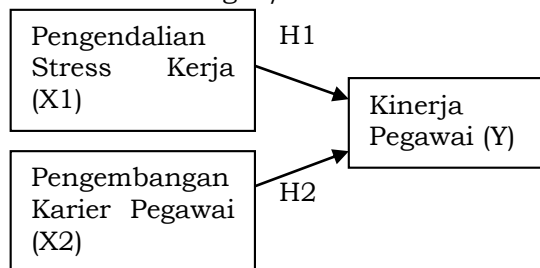 Pengendalian
Stress Kerja
(X1)
H1
Kinerja
Pegawai (Y)
Pengembangan
Karier Pegawai
(X2)
H2